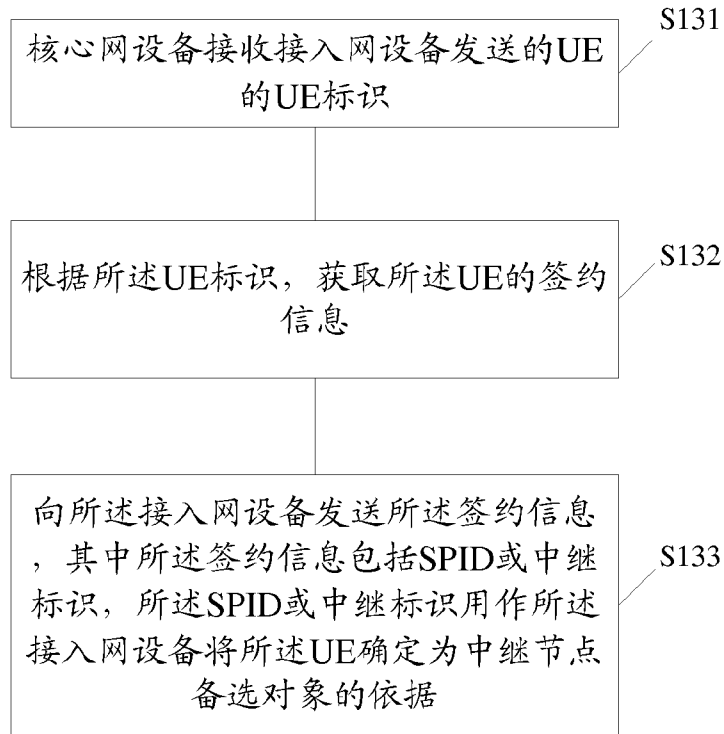 核心网设备接收接入网设备发送的UE
的UE标识
S131
根据所述UE标识，获取所述UE的签约
信息
S132
向所述接入网设备发送所述签约信息
，其中所述签约信息包括SPID或中继
标识，所述SPID或中继标识用作所述
接入网设备将所述UE确定为中继节点
备选对象的依据
S133